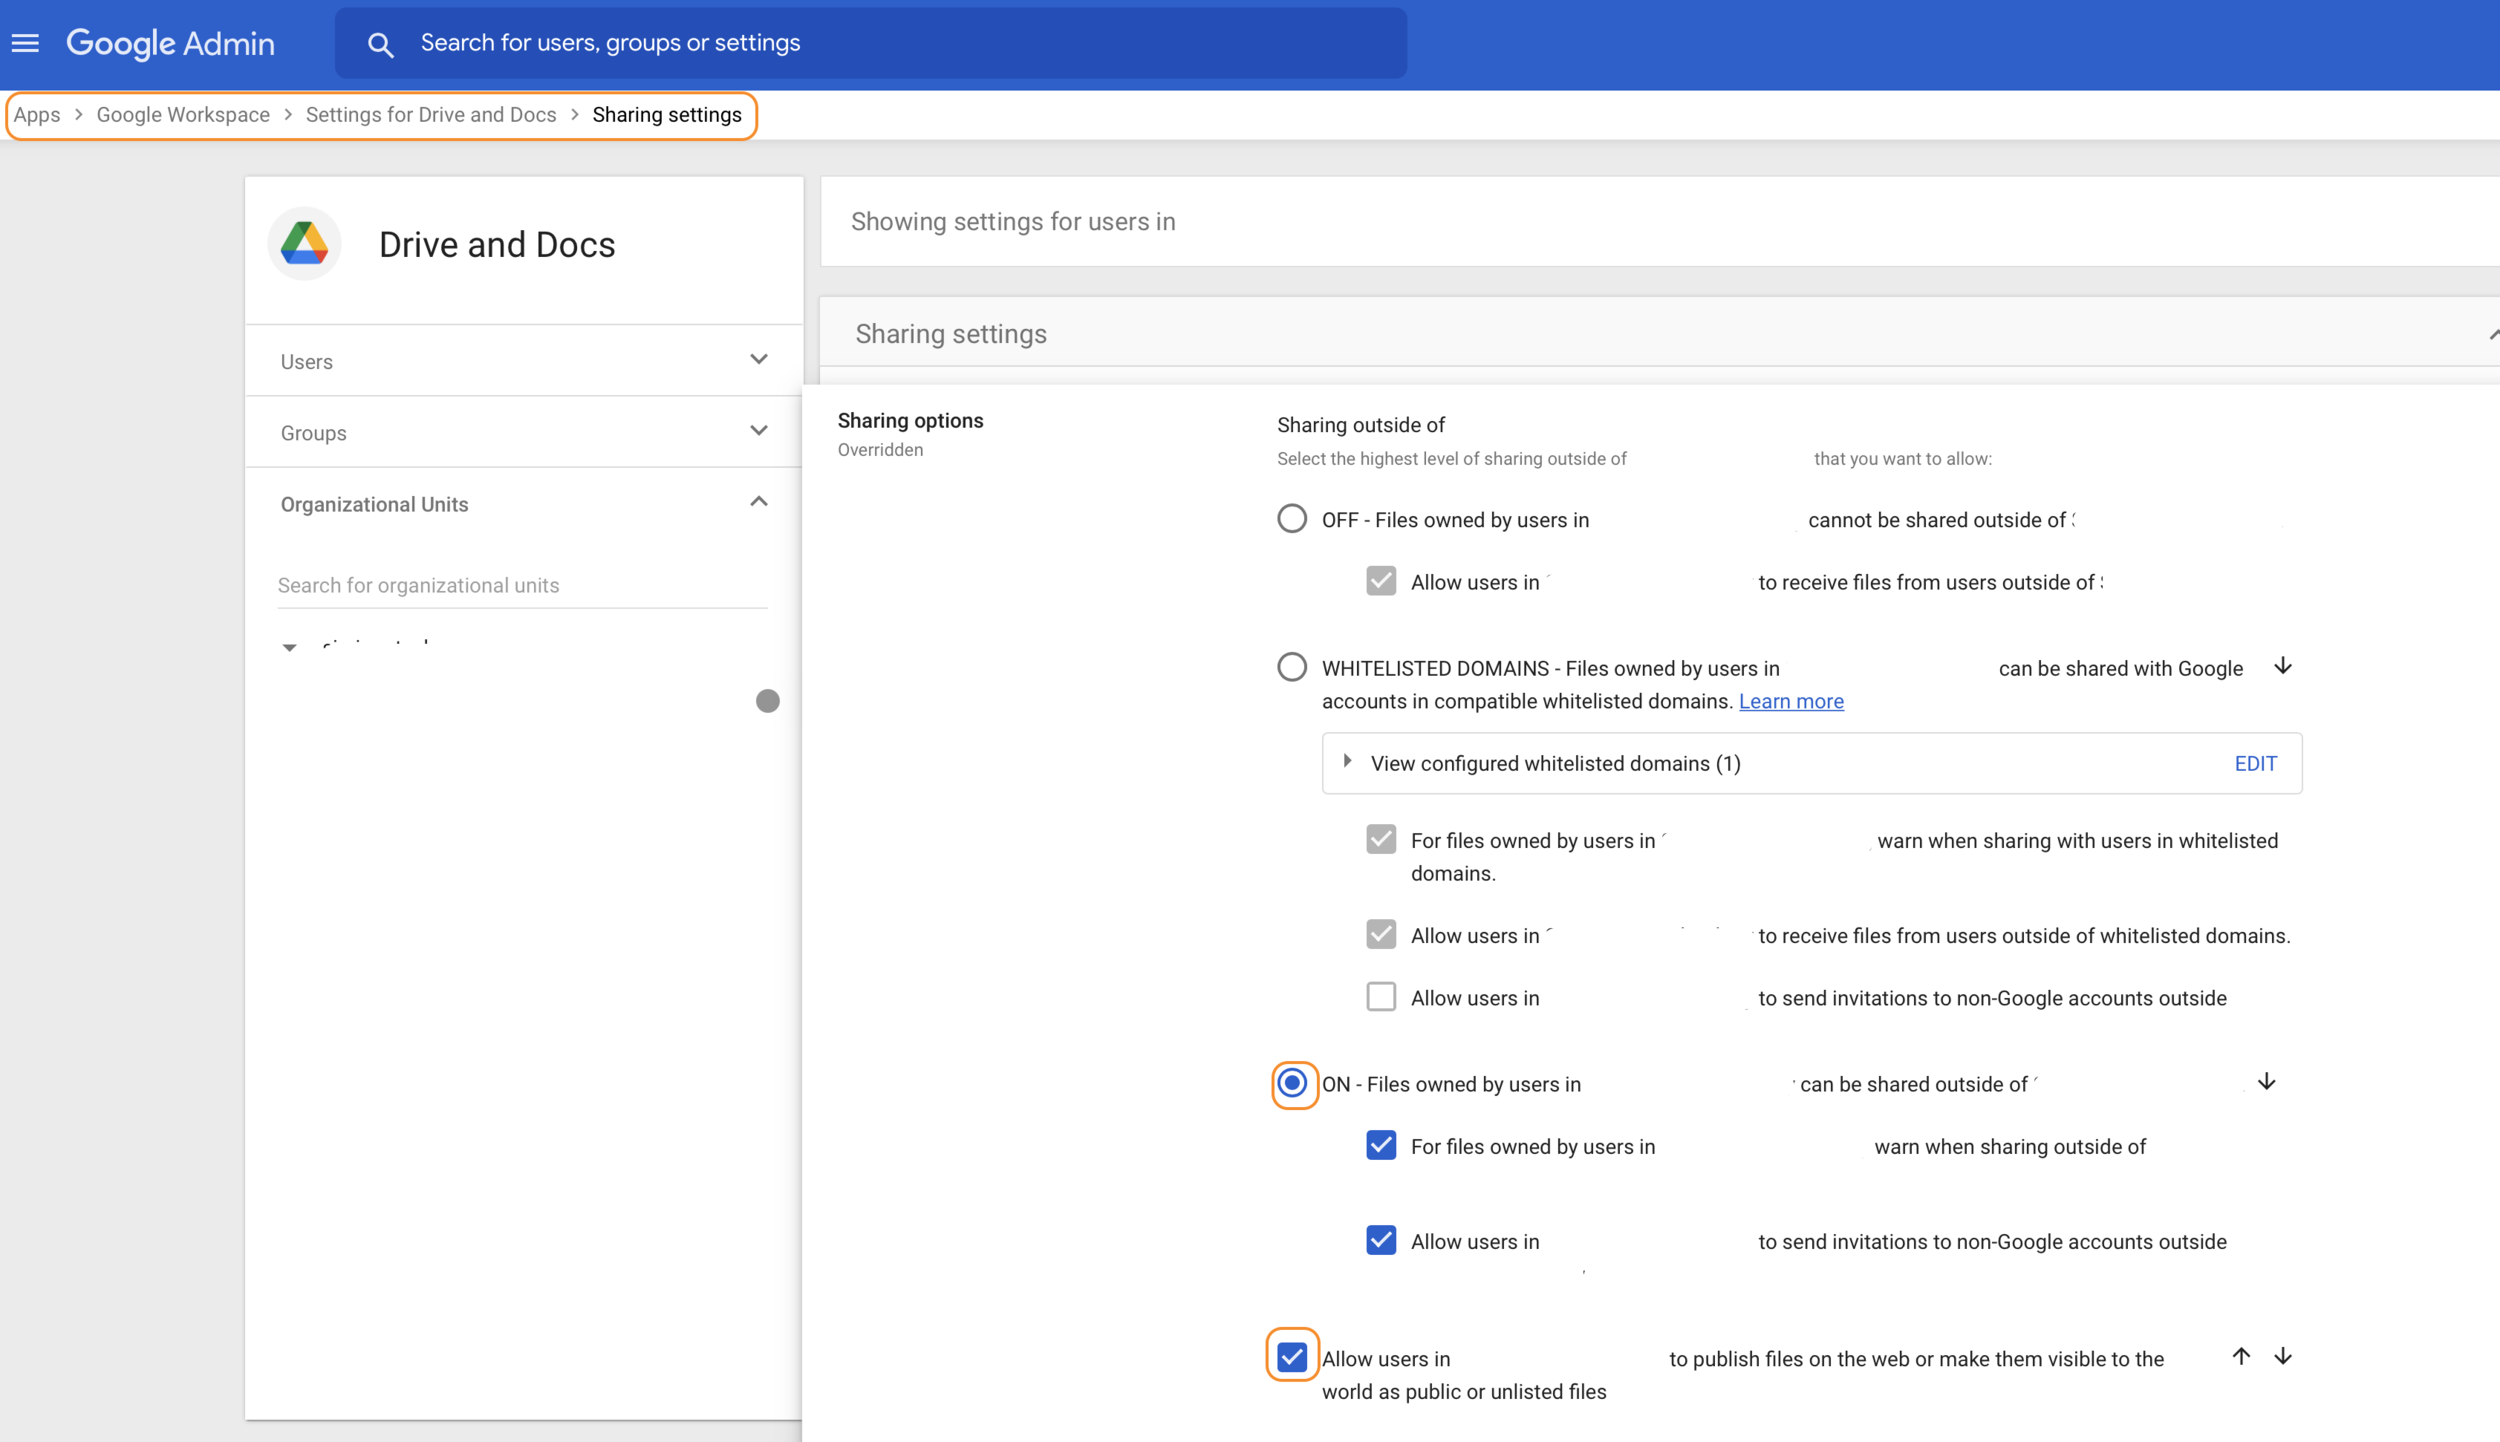 Google Admin
Search for users, groups or settings
Apps > Google Workspace > Settings for Drive and Docs > Sharing settings
Drive and Docs
Users
Groups
Organizational Units
Search for organizational units
Showing settings for users in
Sharing settings
Sharing options
Overridden
Sharing outside of
Select the highest level of sharing outside of that you want to allow:
OFF - Files owned by users in cannot be shared outside of
Allow users in to receive files from users outside of
WHITELISTED DOMAINS - Files owned by users in can be shared with Google
accounts in compatible whitelisted domains. Learn more
View configured whitelisted domains (1) EDIT
For files owned by users in warn when sharing with users in whitelisted
domains.
Allow users in to receive files from users outside of whitelisted domains.
Allow users in to send invitations to non-Google accounts outside
ON - Files owned by users in can be shared outside of
For files owned by users in warn when sharing outside of
Allow users in to send invitations to non-Google accounts outside
Allow users in to publish files on the web or make them visible to the
world as public or unlisted files